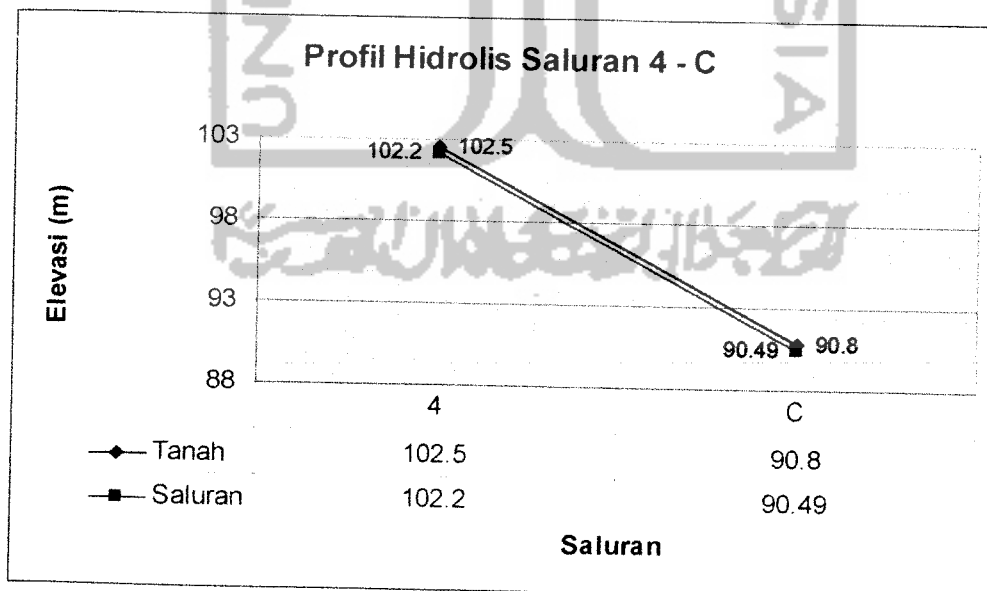 Profil Hidrolis Saluran 4 - C
Elevasi (m)
103
98
93
88
102.2
102.5
90.49
90.8
4 C
Tanah 102.5 90.8
Saluran 102.2 90.49
Saluran